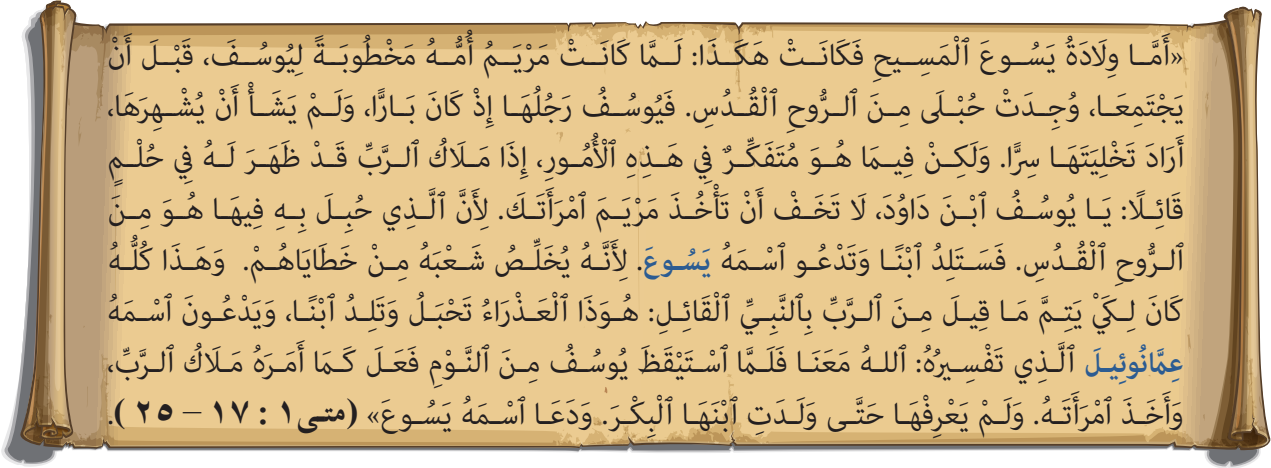 «أَمَّا وِلَادَةُ يَسُوعَ ٱلْمَسِيحِ فَكَانَتْ هَكَذَا: لَمَّا كَانَتْ مَرْيَمُ أُمُّهُ مَخْطُوبَةً لِيُوسُفَ، قَبْلَ أَنْ
يَجْتَمِعَا، وُجِدَتْ حُبْلَى مِنَ ٱلرُّوحِ ٱلْقُدُسِ. فَيُوسُفُ رَجُلُهَا إِذْ كَانَ بَارًّا، وَلَمْ يَشَأْ أَنْ يُشْهِرَهَا،
أَرَادَ تَخْلِيَتَهَا سِرًّا. وَلَكِنْ فِيمَا هُوَ مُتَفَكِّرٌ فِي هَذِهِ ٱلْأُمُورِ، إِذَا مَلَاكُ ٱلرَّبِّ قَدْ ظَهَرَ لَهُ فِي حُلْمٍ
قَائِلًا: يَا يُوسُفُ ٱبْنَ دَاوُدَ، لَا تَخَفْ أَنْ تَأْخُذَ مَرْيَمَ ٱمْرَأَتَكَ. لِأَنَّ ٱلَّذِي حُبِلَ بِهِ فِيهَا هُوَ مِنَ
ٱلرُّوحِ ٱلْقُدُسِ. فَسَتَلِدُ ٱبْنًا وَتَدْعُو ٱسْمَهُ يَسُوعَ. لِأَنَّهُ يُخَلِّصُ شَعْبَهُ مِنْ خَطَايَاهُمْ. وَهَذَا كُلُّهُ
كَانَ لِكَيْ يَتِمَّ مَا قِيلَ مِنَ ٱلرَّبِّ بِٱلنَّبِيِّ ٱلْقَائِلِ: هُوَذَا ٱلْعَذْرَاءُ تَحْبَلُ وَتَلِدُ ٱبْنًا، وَيَدْعُونَ ٱسْمَهُ
عِمَّانُوئِيلَ ٱلَّذِي تَفْسِيرُهُ: ٱللهُ مَعَنَا فَلَمَّا ٱسْتَيْقَظَ يُوسُفُ مِنَ ٱلنَّوْمِ فَعَلَ كَمَا أَمَرَهُ مَلَاكُ ٱلرَّبِّ،
وَأَخَذَ ٱمْرَأَتَهُ. وَلَمْ يَعْرِفْهَا حَتَّى وَلَدَتِ ٱبْنَهَا ٱلْبِكْرَ. وَدَعَا ٱسْمَهُ يَسُوعَ» (متى١ : ١٧ – ٢٥ ).